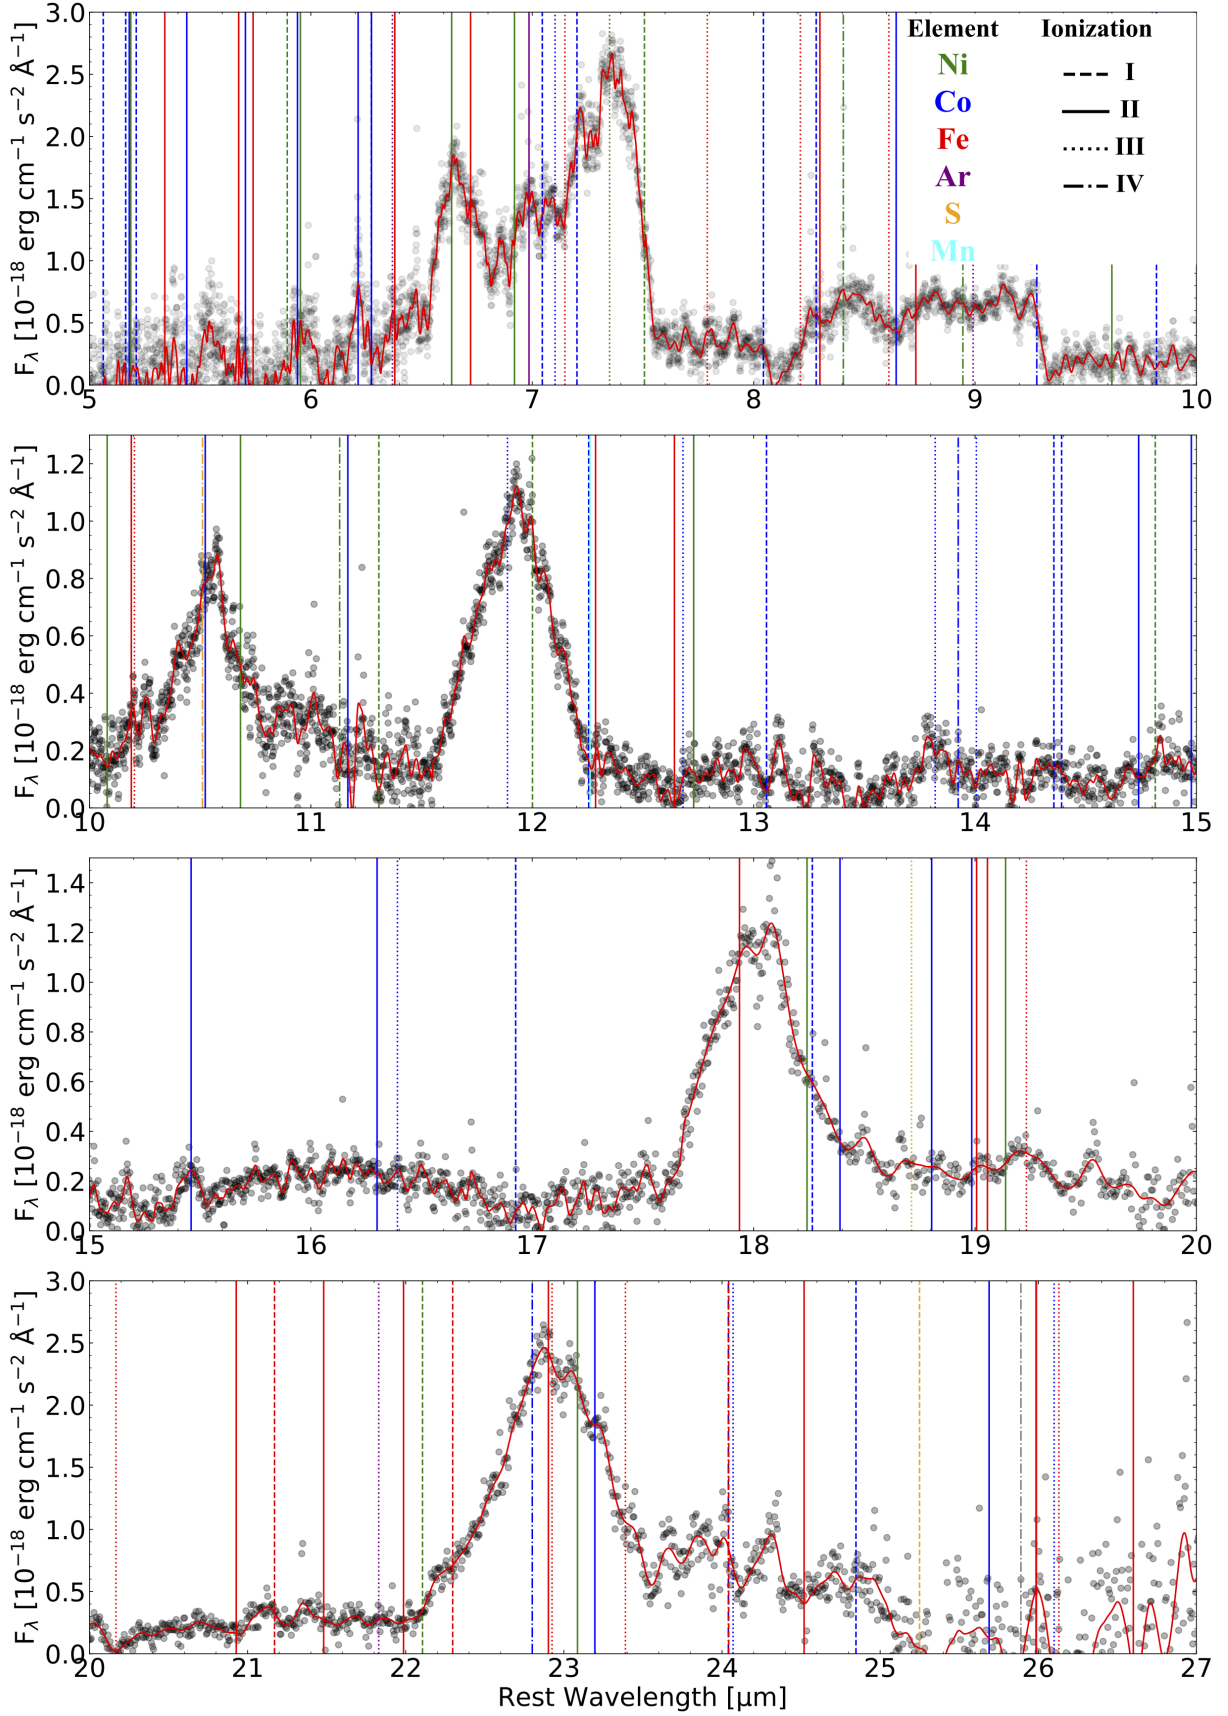 Element Ionization
Ni I
Co II
Fe III
Ar IV
S
Mn
3.0
2.5
2.0
1.5
1.0
0.5
0.0
F_λ [10⁻¹⁸ erg cm⁻¹ s⁻² Å⁻¹]
5 6 7 8 9 10
1.2
1.0
0.8
0.6
0.4
0.2
0.0
F_λ [10⁻¹⁸ erg cm⁻¹ s⁻² Å⁻¹]
10 11 12 13 14 15
1.4
1.2
1.0
0.8
0.6
0.4
0.2
0.0
F_λ [10⁻¹⁸ erg cm⁻¹ s⁻² Å⁻¹]
15 16 17 18 19 20
3.0
2.5
2.0
1.5
1.0
0.5
0.0
F_λ [10⁻¹⁸ erg cm⁻¹ s⁻² Å⁻¹]
20 21 22 23 24 25 26 27
Rest Wavelength [μm]